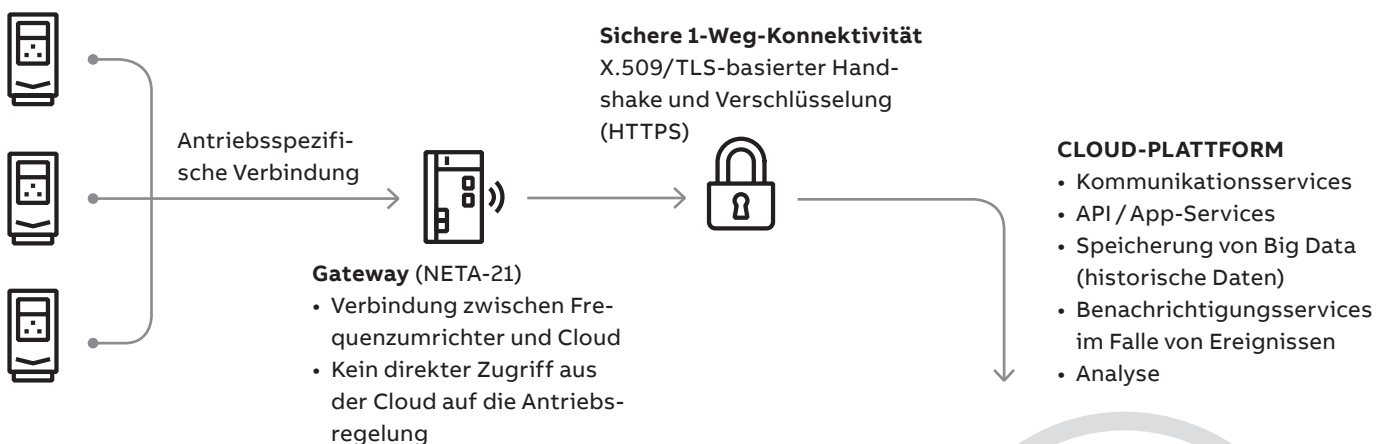 Antriebsspezifi-
sche Verbindung
Gateway (NETA-21)
• Verbindung zwischen Fre-
quenzumrichter und Cloud
• Kein direkter Zugriff aus
der Cloud auf die Antriebs-
regelung
Sichere 1-Weg-Konnektivität
X.509/TLS-basierter Hand-
shake und Verschlüsselung
(HTTPS)
CLOUD-PLATTFORM
• Kommunikationsservices
• API / App-Services
• Speicherung von Big Data
(historische Daten)
• Benachrichtigungsservices
im Falle von Ereignissen
• Analyse